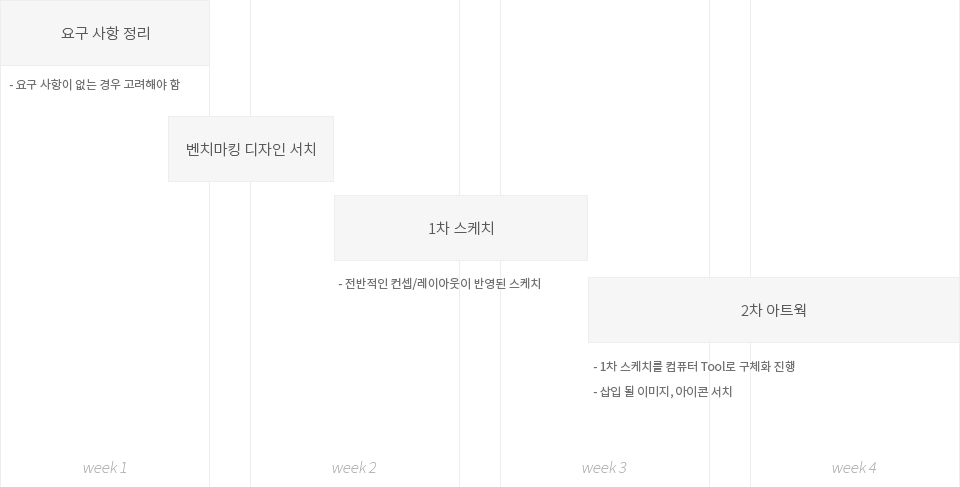 요구 사항 정리
- 요구 사항이 없는 경우 고려해야 함
벤치마킹 디자인 서치
1차 스케치
- 전반적인 컨셉/레이아웃이 반영된 스케치
2차 아트웍
- 1차 스케치를 컴퓨터 Tool로 구체화 진행
- 삽입 될 이미지, 아이콘 서치
week 1
week 2
week 3
week 4